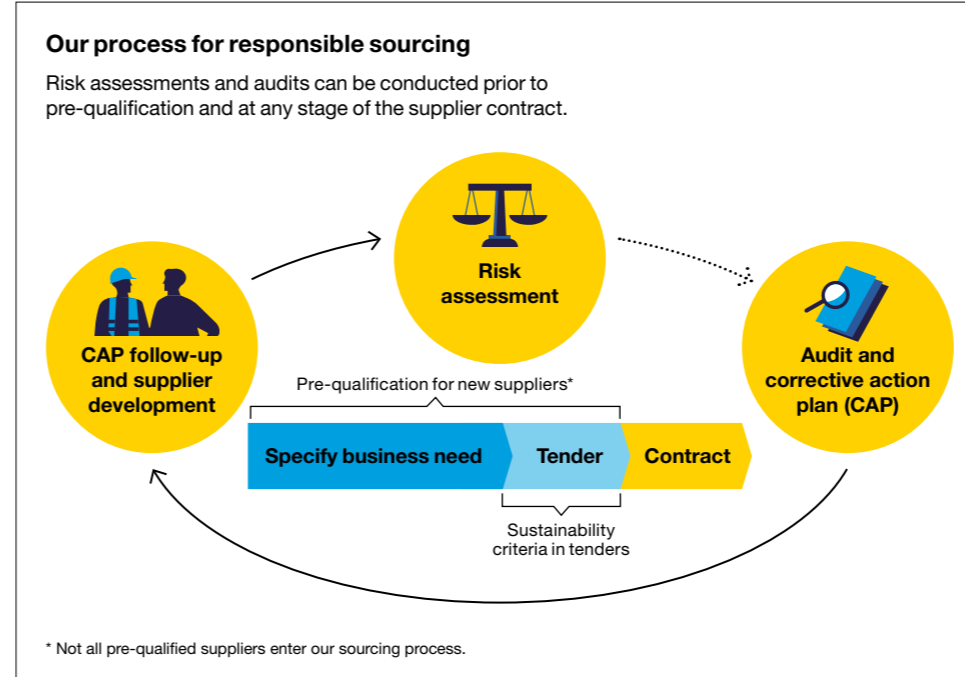 Our process for responsible sourcing
Risk assessments and audits can be conducted prior to
pre-qualification and at any stage of the supplier contract.
Risk
assessment
CAP follow-up
and supplier
development
Audit and
corrective action
plan (CAP)
Pre-qualification for new suppliers*
Specify business need
Tender
Contract
Sustainability
criteria in tenders
* Not all pre-qualified suppliers enter our sourcing process.